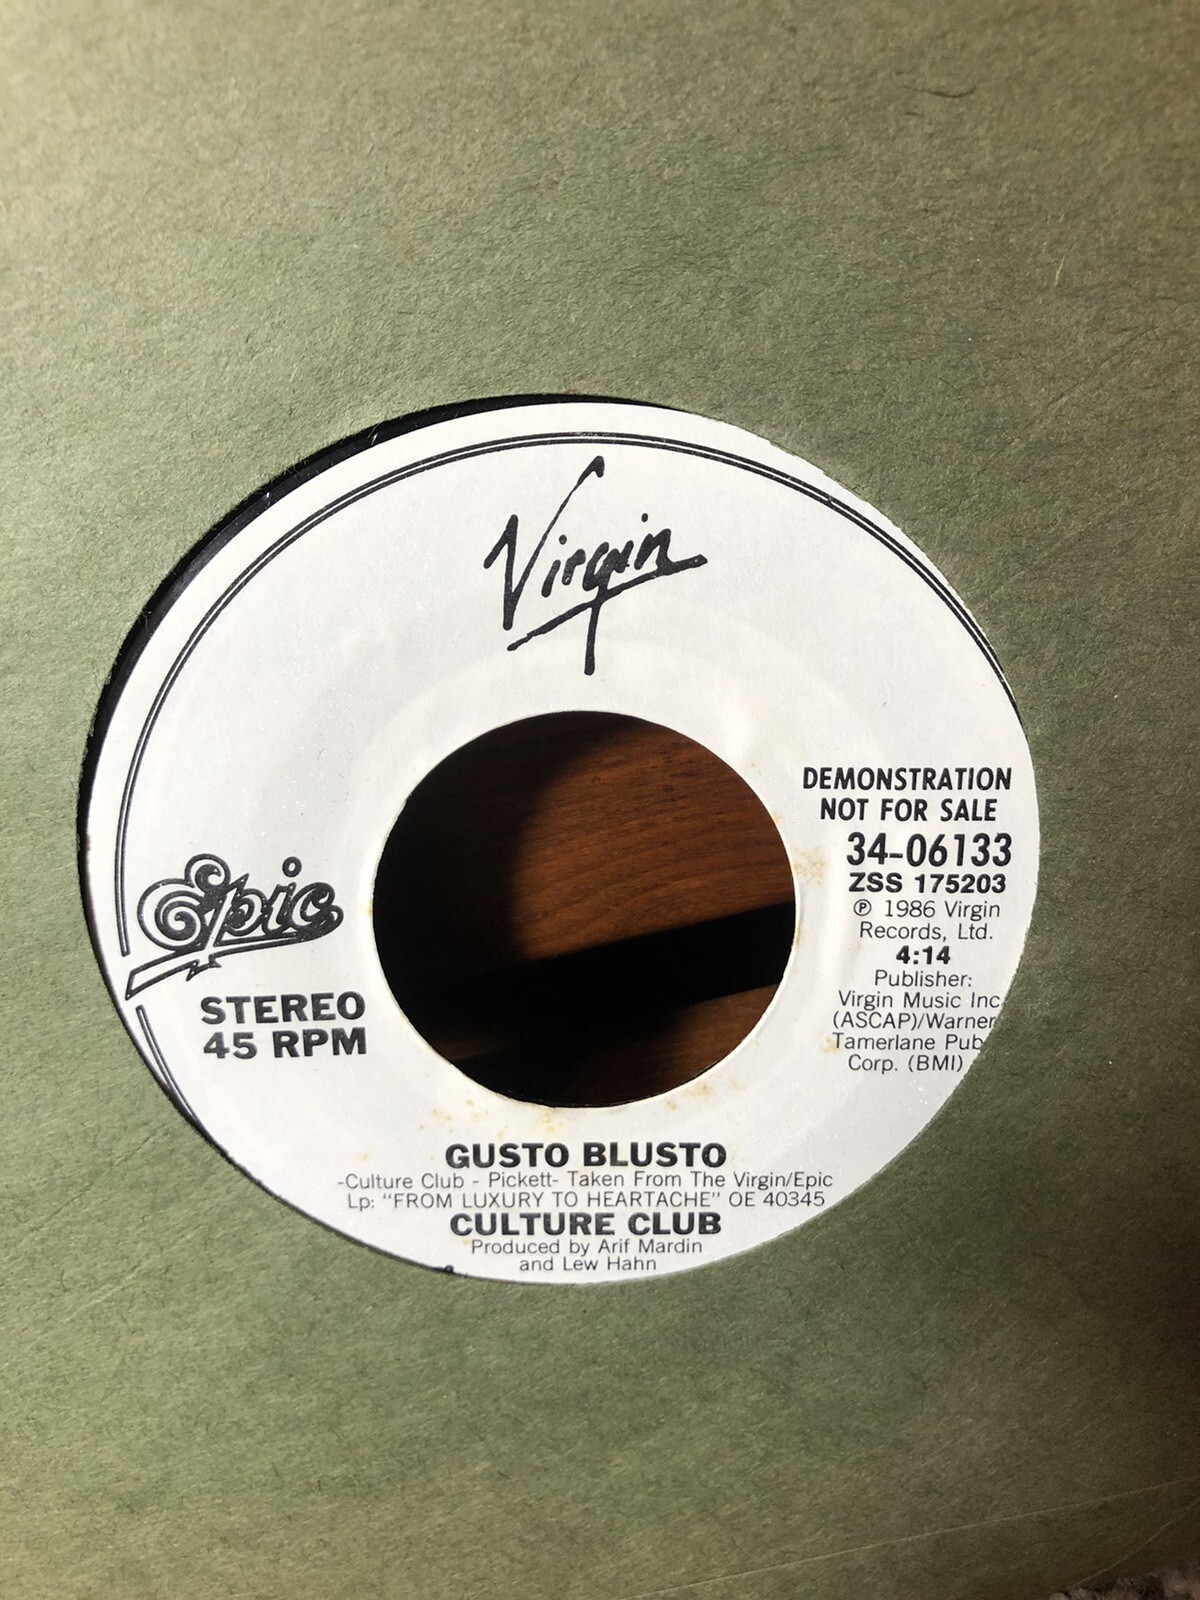 Virgin
DEMONSTRATION
NOT FOR SALE
34-06133
ZSS 175203
℗ 1986 Virgin
Records, Ltd.
4:14
Publisher:
Virgin Music Inc
(ASCAP)/Warner
Tamerlane Pub
Corp. (BMI)
Epic
STEREO
45 RPM
GUSTO BLUSTO
-Culture Club - Pickett- Taken From The Virgin/Epic
Lp: "FROM LUXURY TO HEARTACHE" OE 40345
CULTURE CLUB
Produced by Arif Mardin
and Lew Hahn